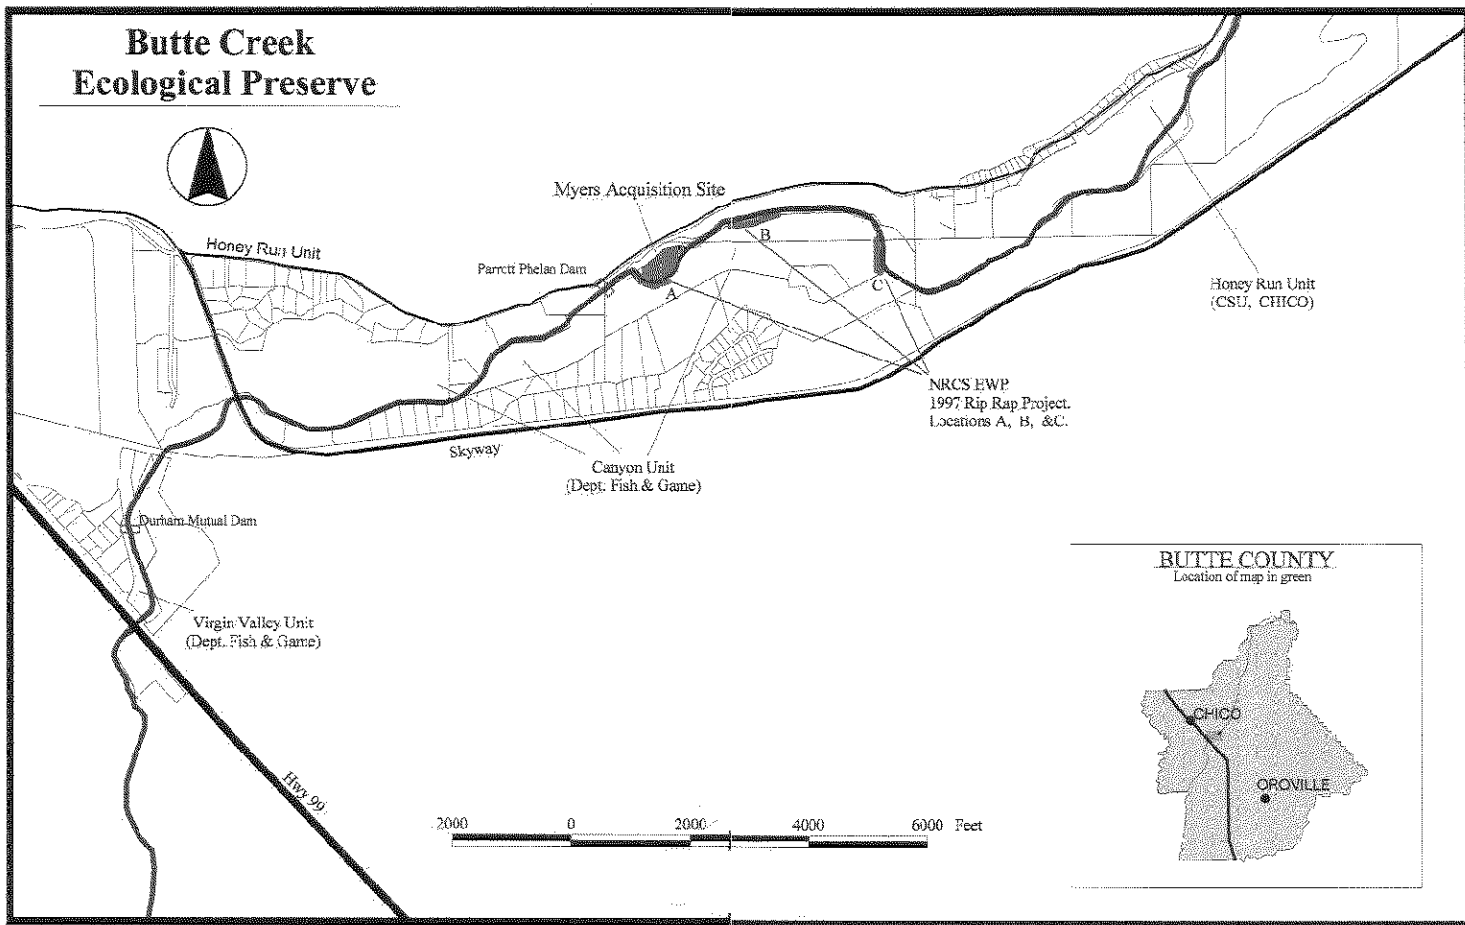 Butte Creek
Ecological Preserve
Myers Acquisition Site
Honey Run Unit
Parrott Phelan Dam
A
B
C
Honey Run Unit
(CSU, CHICO)
NRCS EWP
1997 Rip Rap Project.
Locations A, B, &C.
Skyway
Canyon Unit
(Dept. Fish & Game)
Durham Mutual Dam
Virgin Valley Unit
(Dept. Fish & Game)
Hwy 99
2000 0 2000 4000 6000 Feet
BUTTE COUNTY
Location of map in green
CHICO
OROVILLE